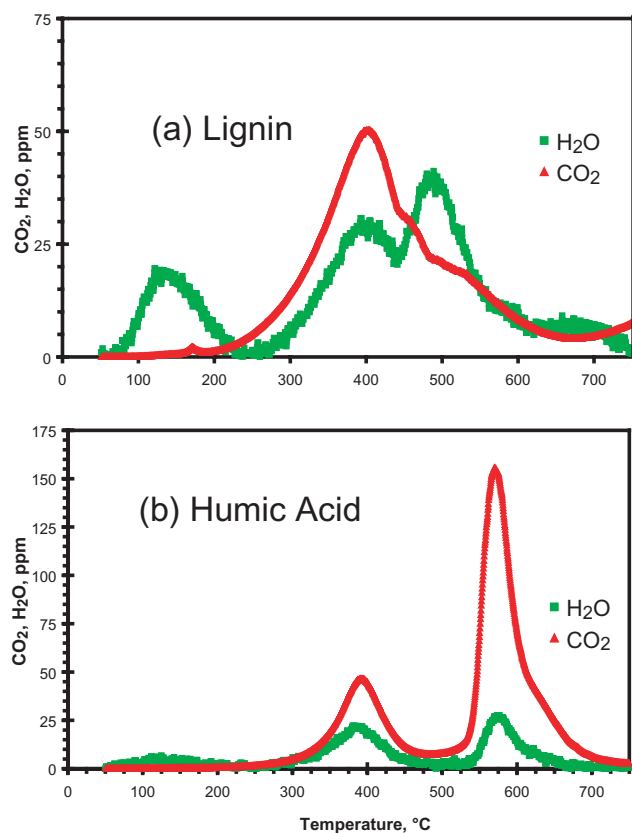 75
50
25
0
CO₂, H₂O, ppm
(a) Lignin
H₂O
CO₂
0 100 200 300 400 500 600 700
175
150
125
100
75
50
25
0
CO₂, H₂O, ppm
(b) Humic Acid
H₂O
CO₂
0 100 200 300 400 500 600 700
Temperature, °C